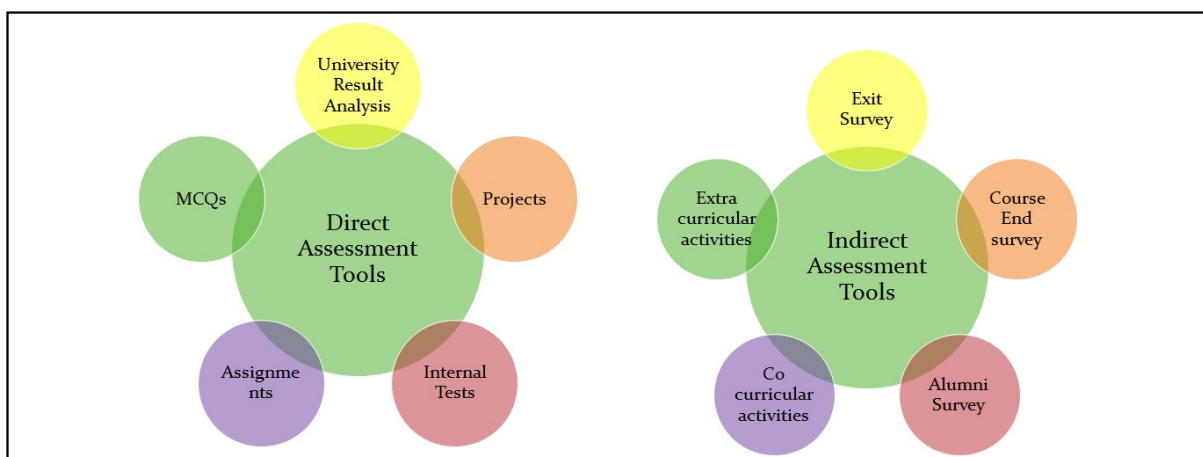 University
Result
Analysis
MCQs
Projects
Direct
Assessment
Tools
Assignme
nts
Internal
Tests
Exit
Survey
Extra
curricular
activities
Course
End
survey
Indirect
Assessment
Tools
Co
curricular
activities
Alumni
Survey